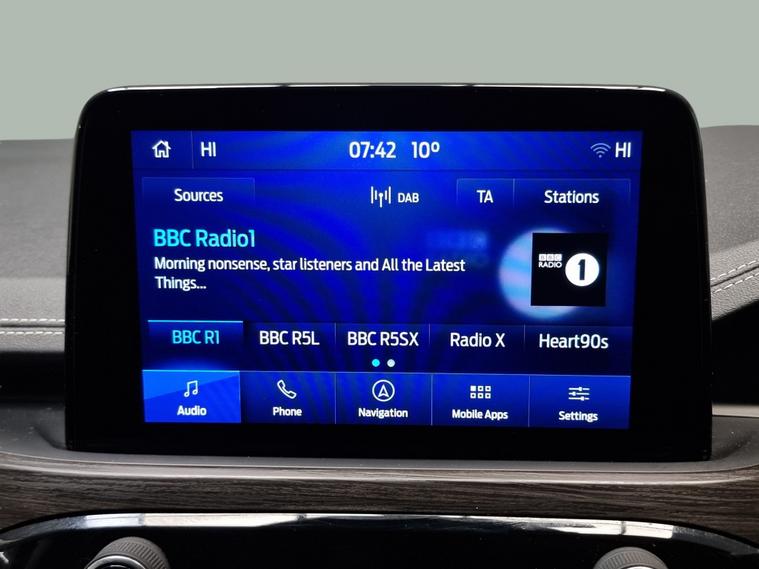 HI 07:42 10° HI
Sources DAB TA Stations
BBC Radio1
Morning nonsense, star listeners and All the Latest
Things...
BBC
RADIO 1
BBC R1 BBC R5L BBC R5SX Radio X Heart90s
Audio Phone Navigation Mobile Apps Settings